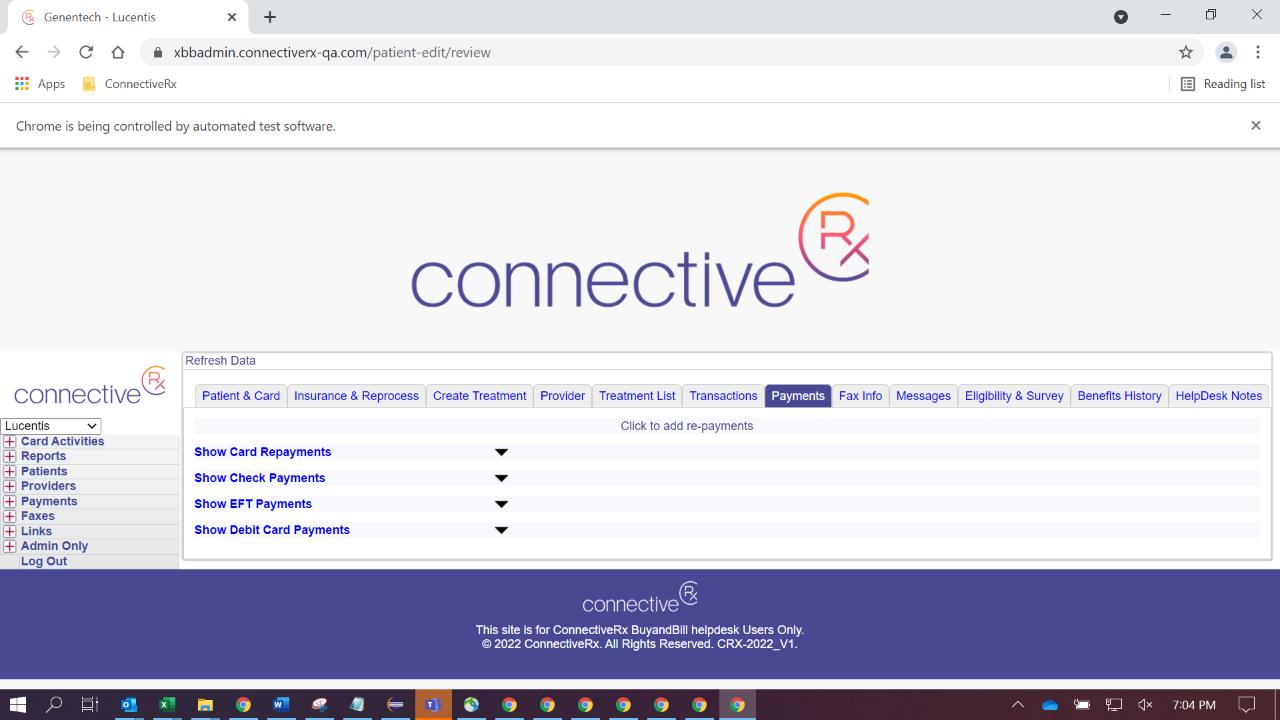 Genentech - Lucentis
xbbadmin.connectiverx-qa.com/patient-edit/review
Apps ConnectiveRx Reading list
Chrome is being controlled by automated test software.
connective Rx
Refresh Data
connective Rx
Patient & Card Insurance & Reprocess Create Treatment Provider Treatment List Transactions Payments Fax Info Messages Eligibility & Survey Benefits History HelpDesk Notes
Lucentis
Click to add re-payments
Card Activities
Reports
Patients
Providers
Payments
Faxes
Links
Admin Only
Log Out
Show Card Repayments
Show Check Payments
Show EFT Payments
Show Debit Card Payments
connective Rx
This site is for ConnectiveRx BuyandBill helpdesk Users Only.
© 2022 ConnectiveRx. All Rights Reserved. CRX-2022_V1.
7:04 PM